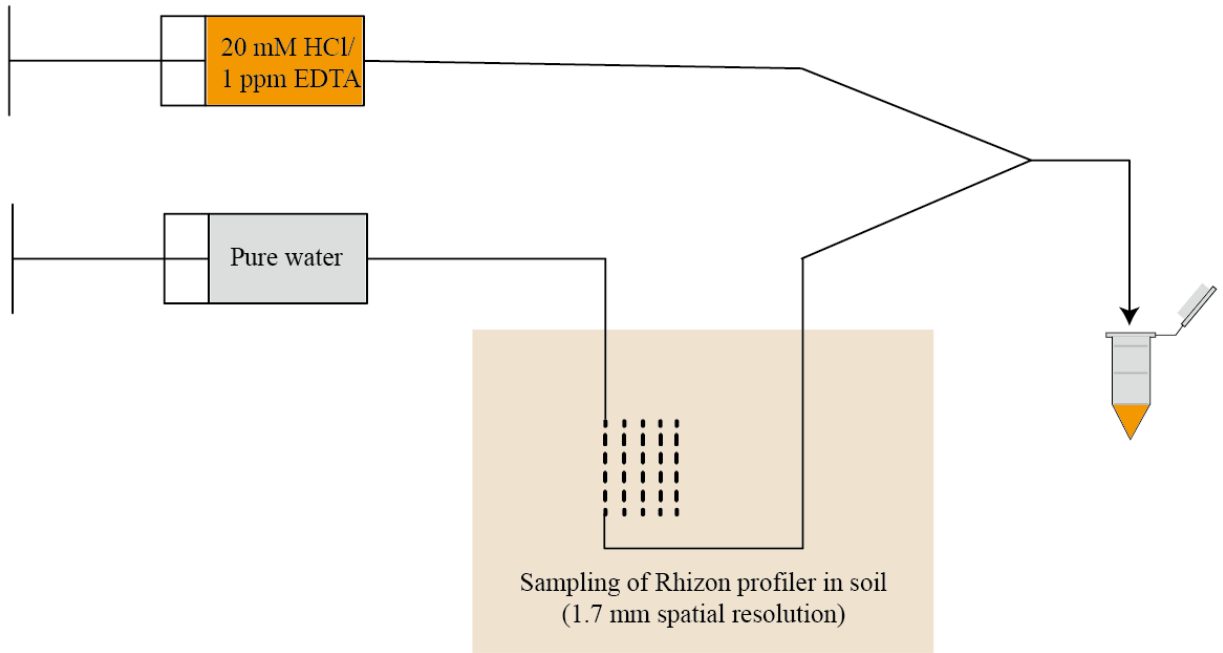 20 mM HCl/
1 ppm EDTA
Pure water
Sampling of Rhizon profiler in soil
(1.7 mm spatial resolution)